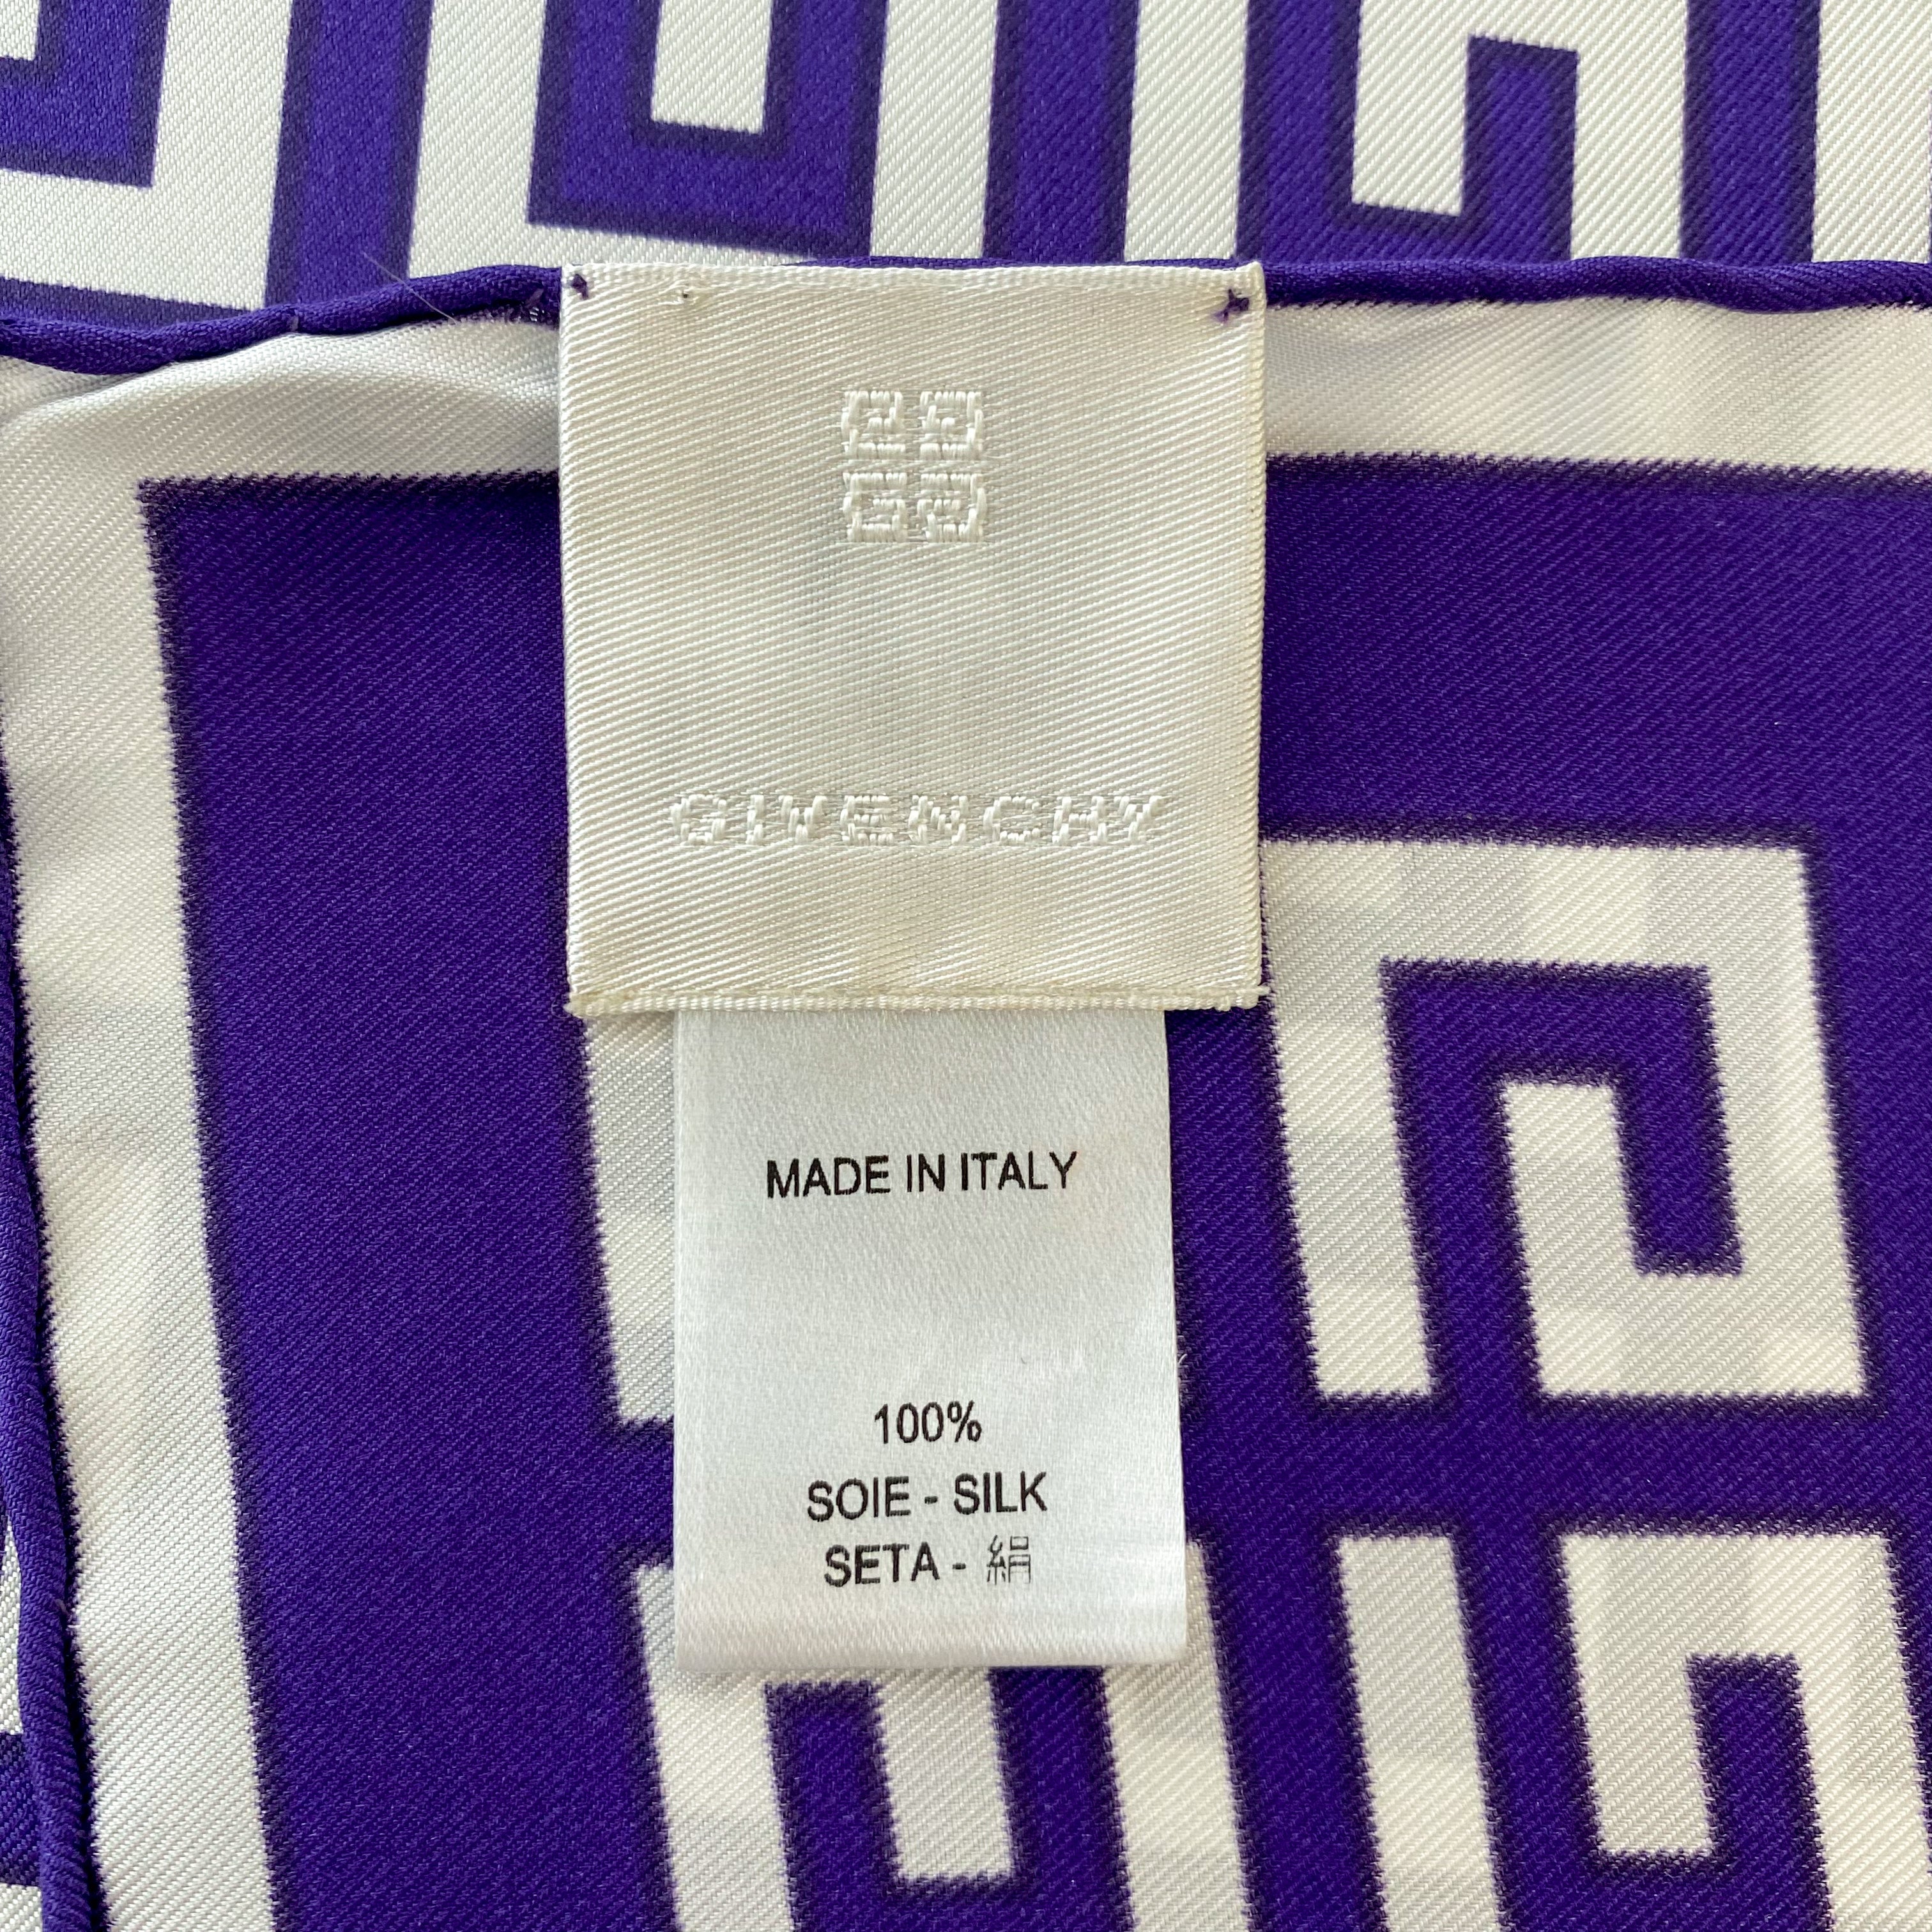 GIVENCHY
MADE IN ITALY
100%
SOIE - SILK
SETA - 絹